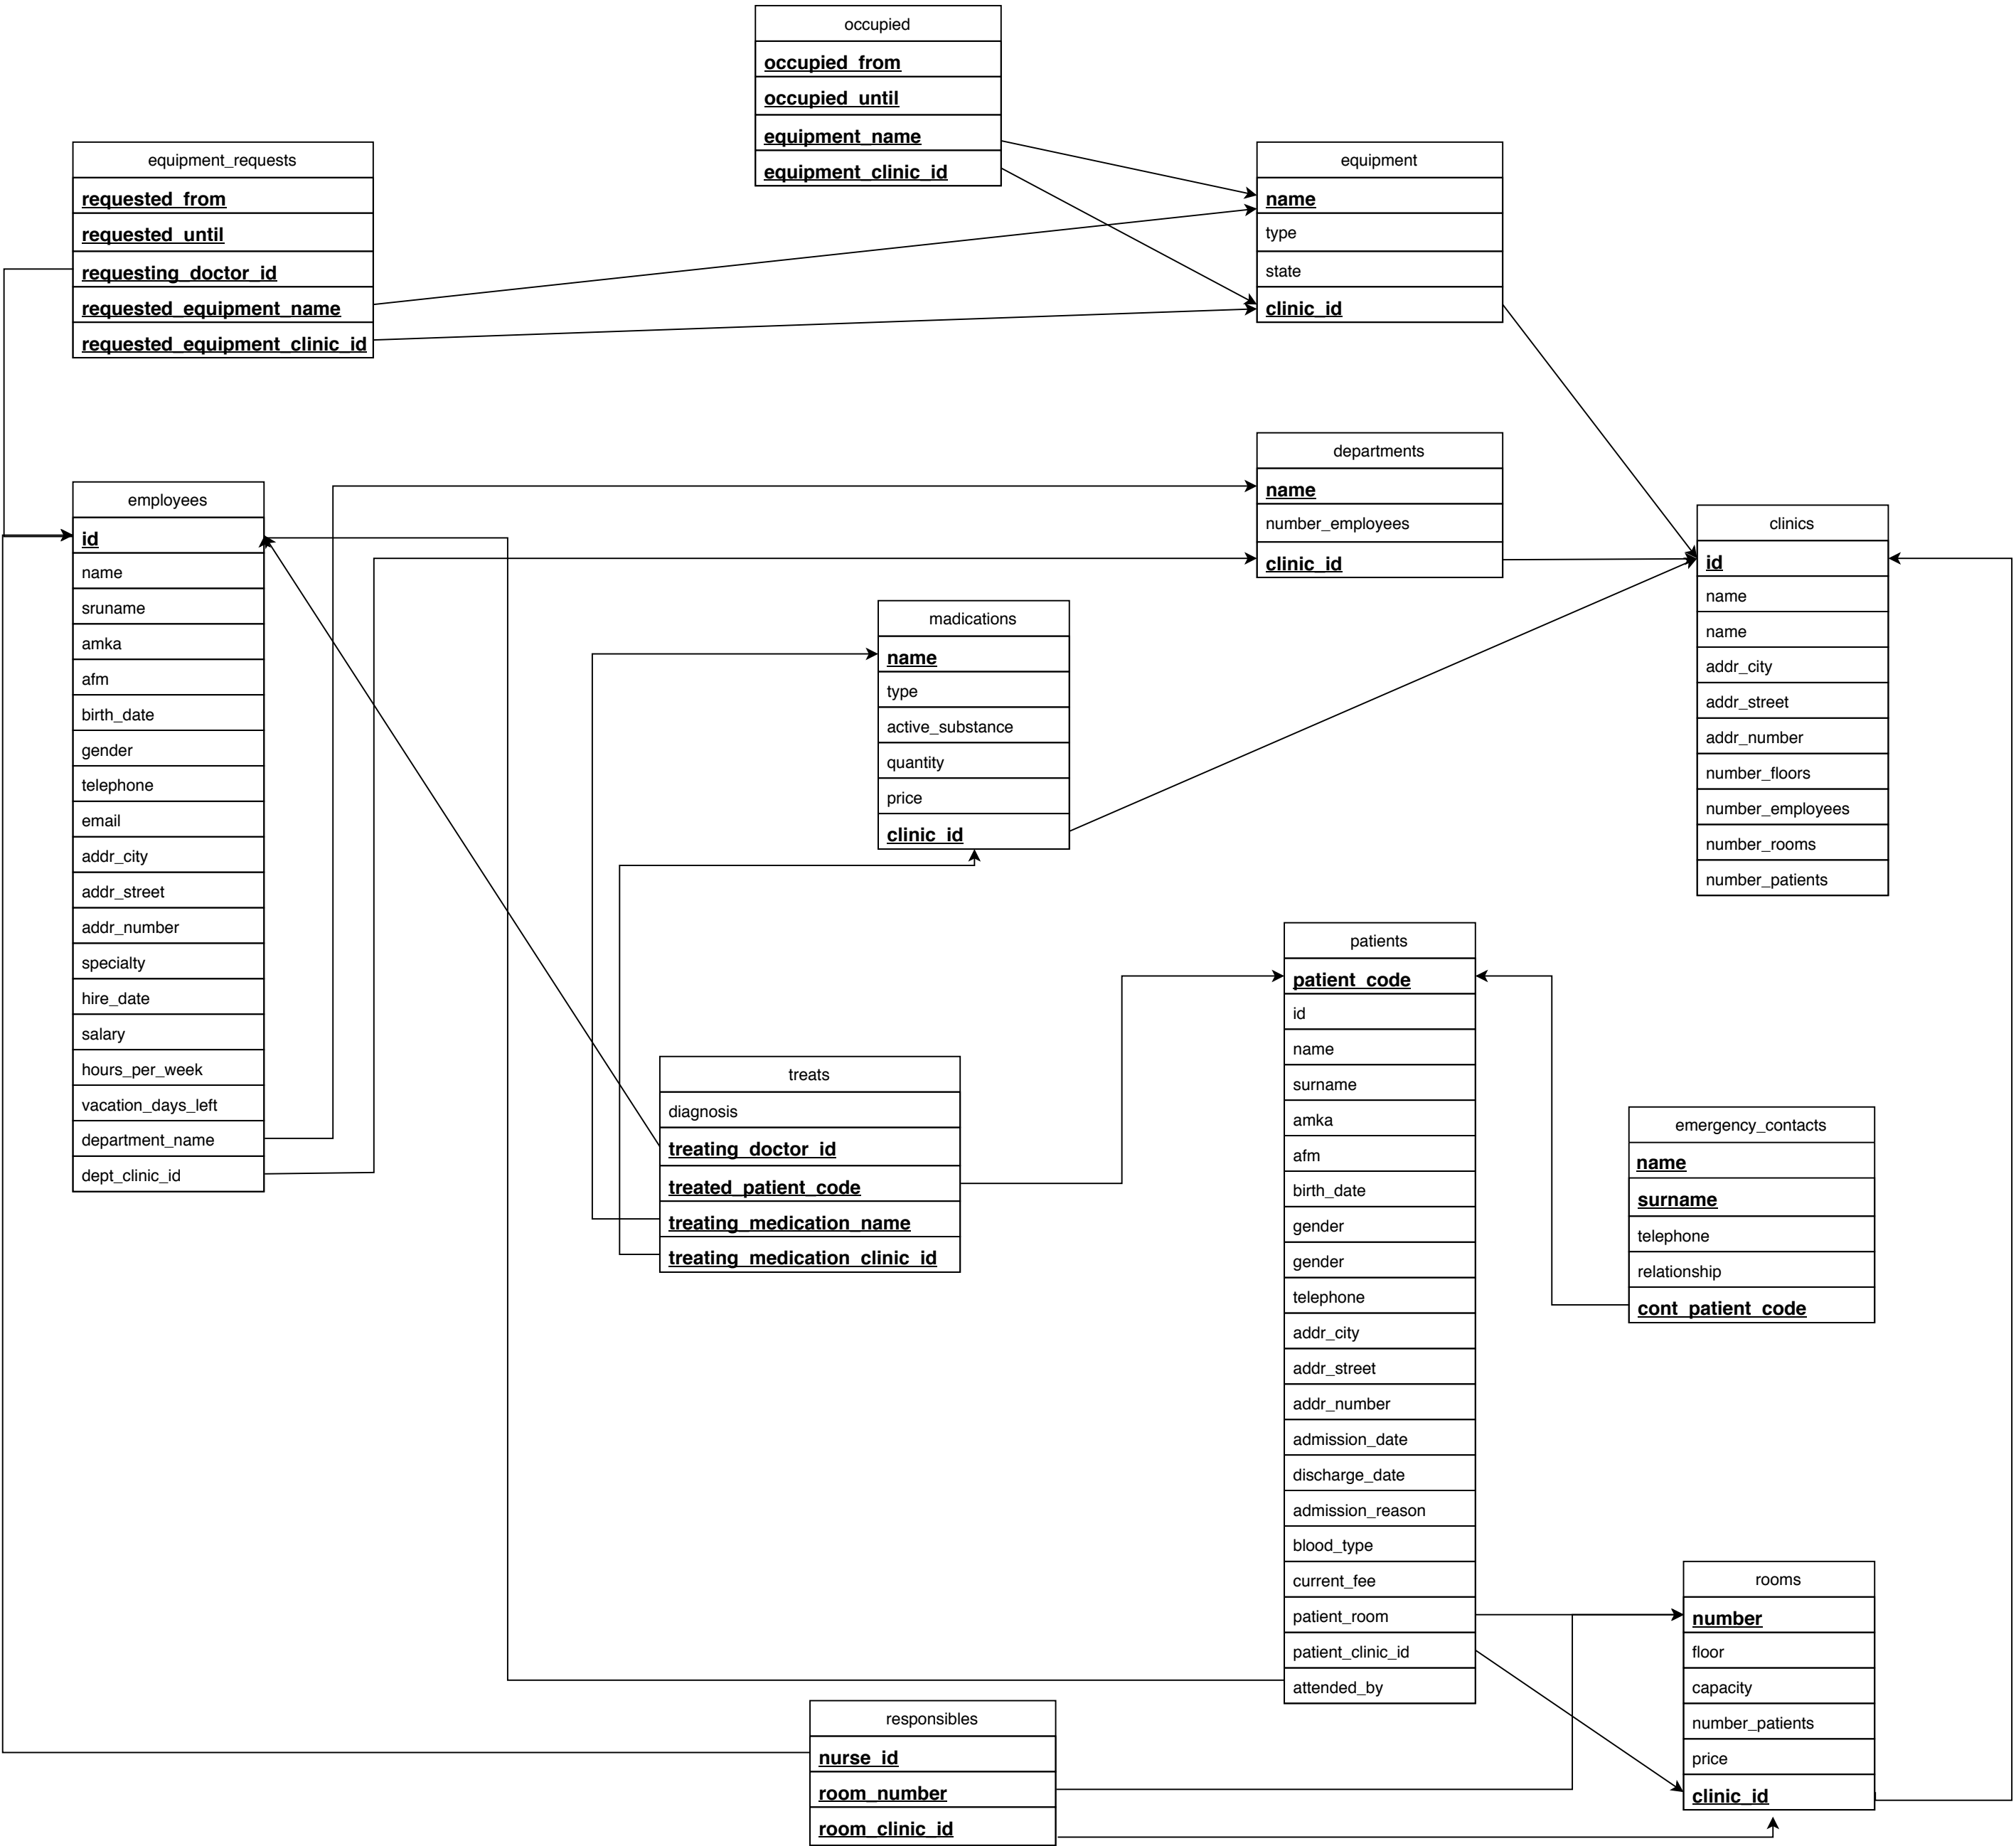 occupied
occupied_from
occupied_until
equipment_name
equipment_clinic_id
equipment_requests
requested_from
requested_until
requesting_doctor_id
requested_equipment_name
requested_equipment_clinic_id
equipment
name
type
state
clinic_id
departments
name
number_employees
clinic_id
employees
id
name
sruname
amka
afm
birth_date
gender
telephone
email
addr_city
addr_street
addr_number
specialty
hire_date
salary
hours_per_week
vacation_days_left
department_name
dept_clinic_id
clinics
id
name
name
addr_city
addr_street
addr_number
number_floors
number_employees
number_rooms
number_patients
madications
name
type
active_substance
quantity
price
clinic_id
patients
patient_code
id
name
surname
amka
afm
birth_date
gender
gender
telephone
addr_city
addr_street
addr_number
admission_date
discharge_date
admission_reason
blood_type
current_fee
patient_room
patient_clinic_id
attended_by
treats
diagnosis
treating_doctor_id
treated_patient_code
treating_medication_name
treating_medication_clinic_id
emergency_contacts
name
surname
telephone
relationship
cont_patient_code
rooms
number
floor
capacity
number_patients
price
clinic_id
responsibles
nurse_id
room_number
room_clinic_id